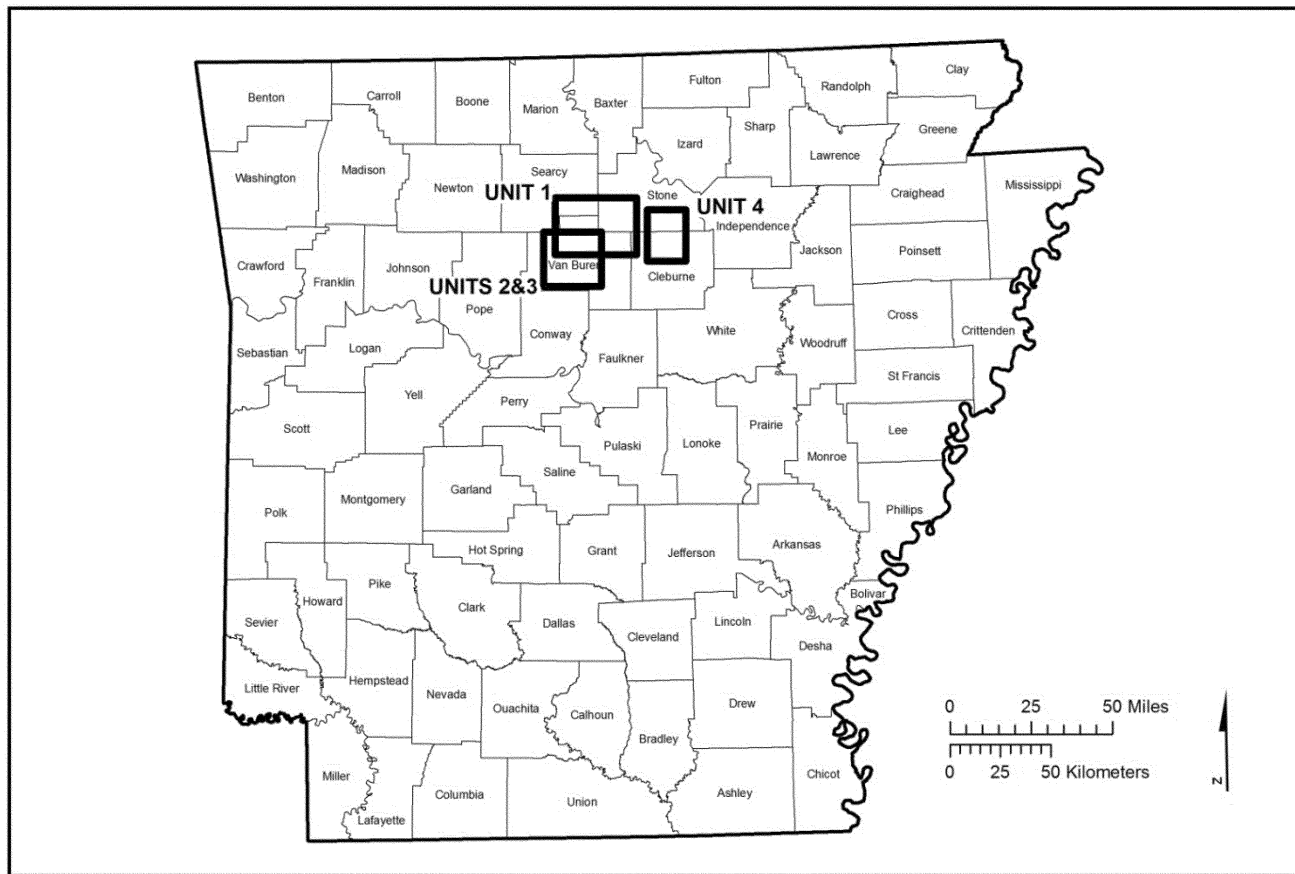 Clay
Fulton
Randolph
Benton
Carroll
Boone
Marion
Baxter
Greene
Sharp
Izard
Lawrence
Madison
Searcy
Washington
Newton
Mississippi
Craighead
UNIT 1
Stone
UNIT 4
Independence
Jackson
Poinsett
Crawford
Johnson
Van Buren
Franklin
Cleburne
UNITS 2&3
Pope
Cross
Crittenden
White
Conway
Woodruff
Logan
Sebastian
Faulkner
St Francis
Yell
Perry
Prairie
Scott
Lee
Pulaski
Lonoke
Monroe
Saline
Garland
Montgomery
Phillips
Polk
Arkansas
Hot Spring
Grant
Jefferson
Pike
Bolivar
Howard
Clark
Sevier
Dallas
Lincoln
Cleveland
Desha
Hempstead
Little River
Nevada
Ouachita
Calhoun
Drew
0 25 50 Miles
Bradley
0 25 50 Kilometers
Miller
Chicot
Columbia
Union
Ashley
Lafayette
N